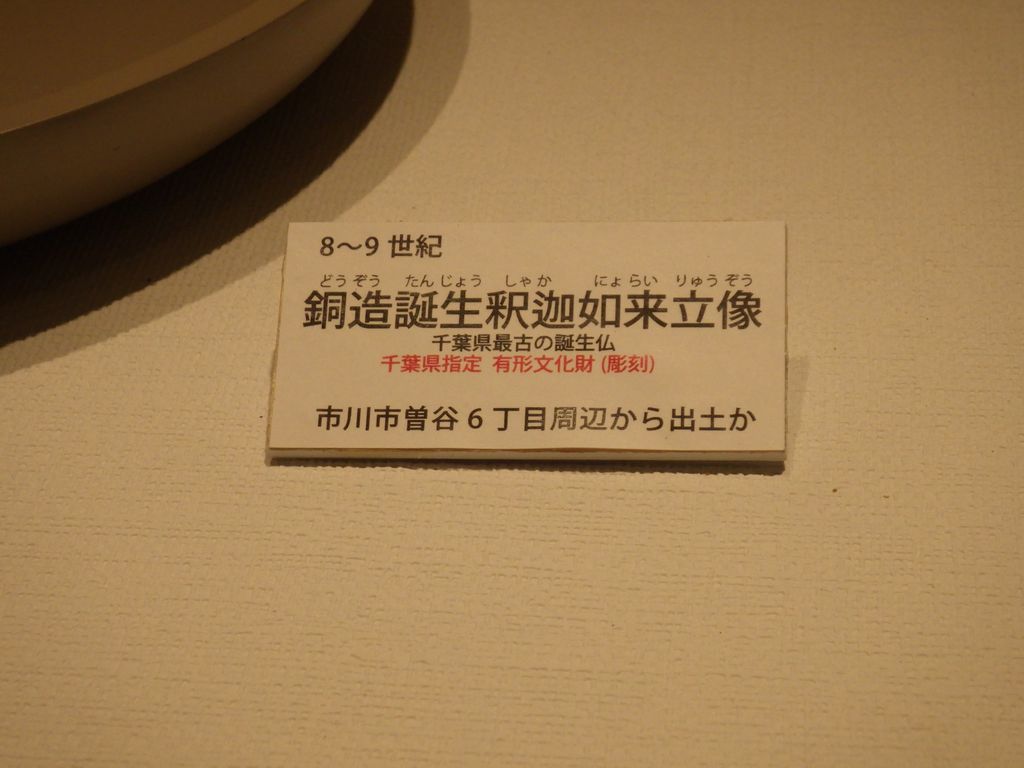 8～9 世紀
どうぞう たんじょう しゃか にょらい りゅうぞう
銅造誕生釈迦如来立像
千葉県最古の誕生仏
千葉県指定 有形文化財 (彫刻)
市川市曽谷 6 丁目周辺から出土か